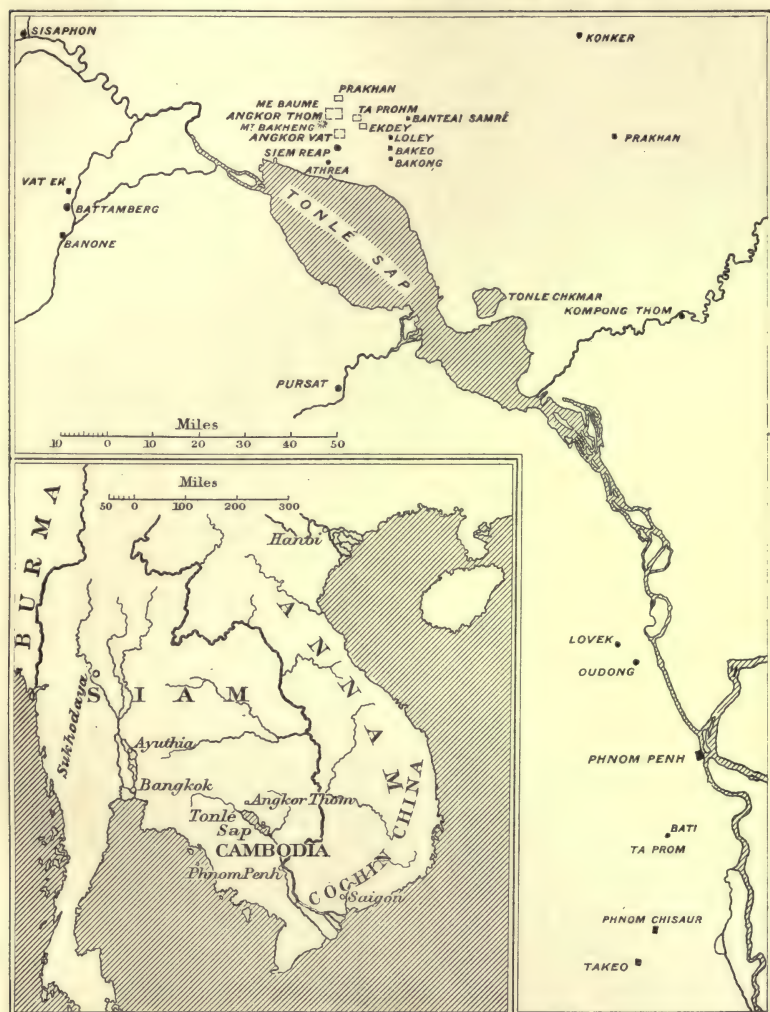 SISAPHON
KOHKER
PRAKHAN
ME BAUME
ANGKOR THOM
TA PROHM
BANTEAI SAMRÉ
Mt BAKHENG
EKDEY
ANGKOR VAT
LOLEY
PRAKHAN
SIEM REAP
BAKEO
ATHREA
BAKONG
VAT EK
BATTAMBERG
BANONE
TONLÉ SAP
TONLE CHKMAR
KOMPONG THOM
PURSAT
Miles
10 0 10 20 30 40 50
Miles
50 0 100 200 300
BURMA
Hanoi
ANNAM
SIAM
Sukhodaya
Ayuthia
Bangkok
Angkor Thom
Tonlé
Sap
CAMBODIA
Phnom Penh
COCHIN CHINA
Saigon
LOVEK
OUDONG
PHNOM PENH
BATI
TA PROM
PHNOM CHISAUR
TAKEO